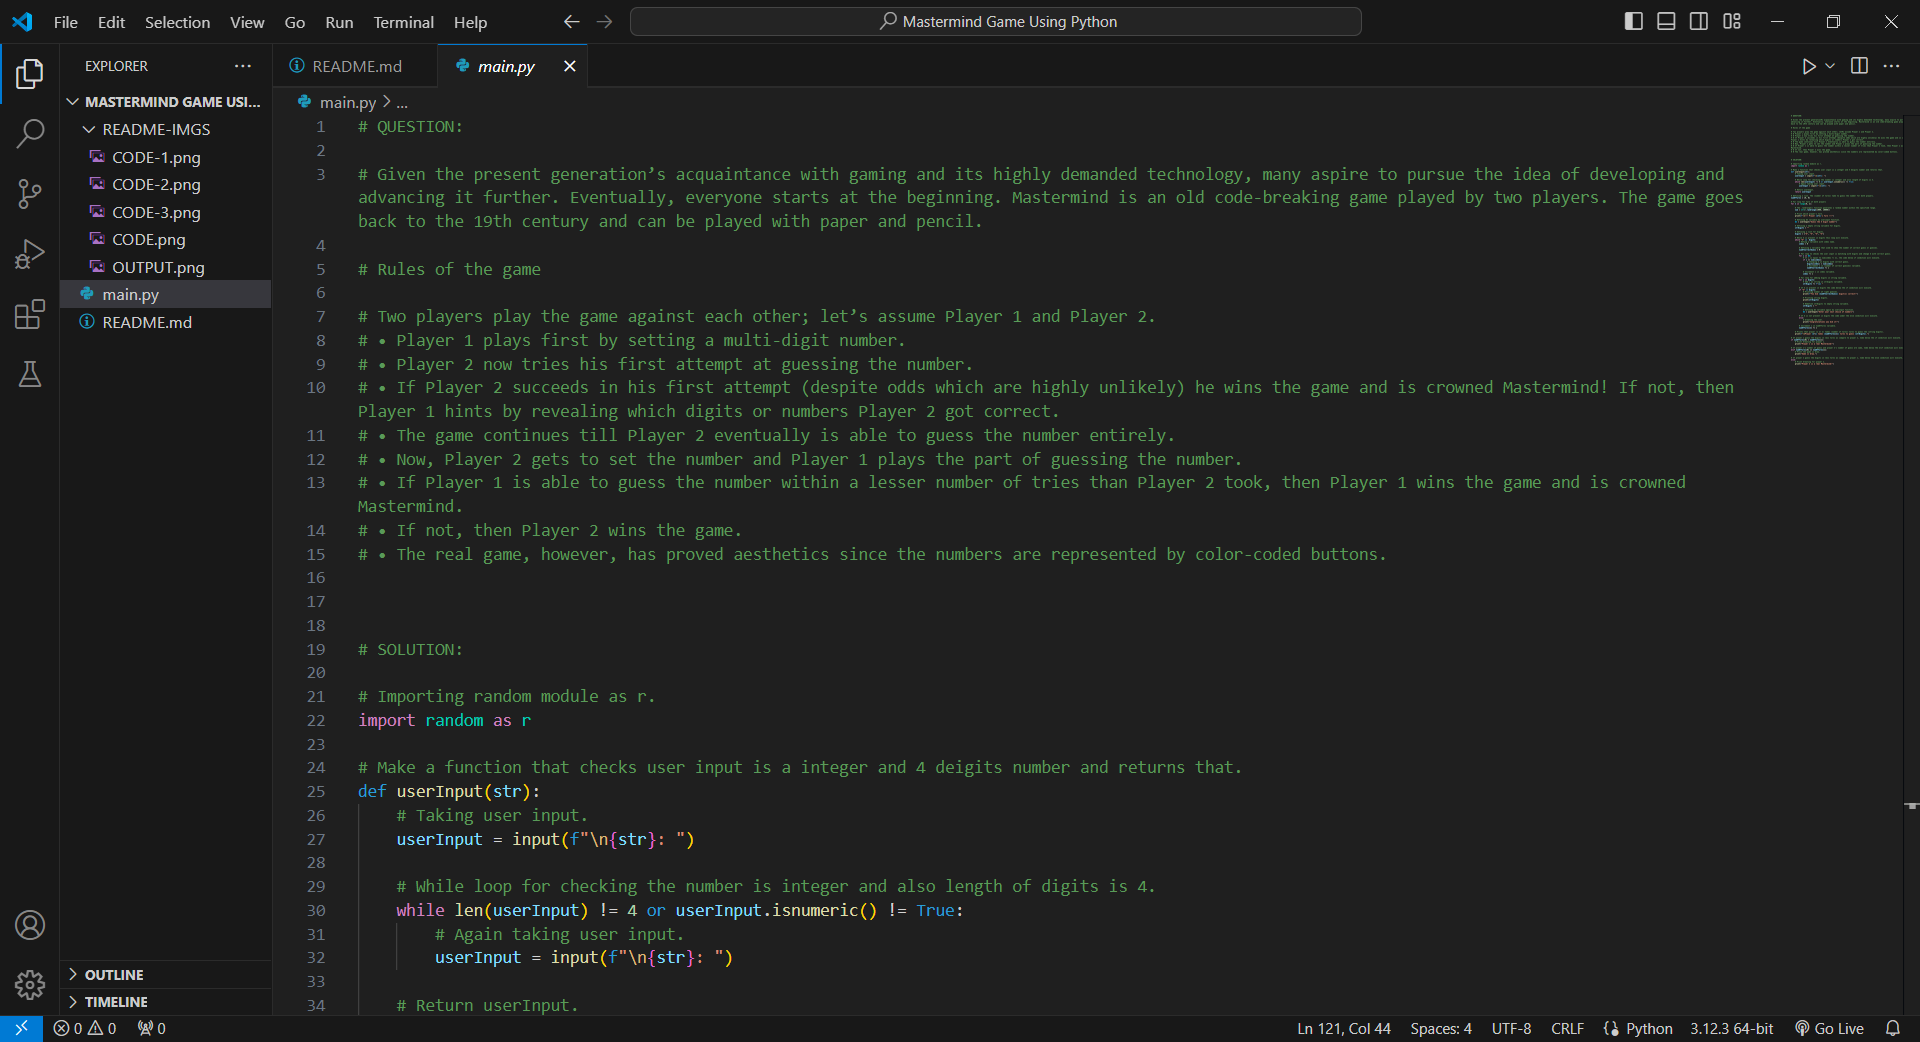 File Edit Selection View Go Run Terminal Help
Mastermind Game Using Python
EXPLORER
MASTERMIND GAME USI...
README-IMGS
CODE-1.png
CODE-2.png
CODE-3.png
CODE.png
OUTPUT.png
main.py
README.md
OUTLINE
TIMELINE
README.md main.py
main.py > ...
1 # QUESTION:
2
3 # Given the present generation’s acquaintance with gaming and its highly demanded technology, many aspire to pursue the idea of developing and
advancing it further. Eventually, everyone starts at the beginning. Mastermind is an old code-breaking game played by two players. The game goes
back to the 19th century and can be played with paper and pencil.
4
5 # Rules of the game
6
7 # Two players play the game against each other; let’s assume Player 1 and Player 2.
8 # • Player 1 plays first by setting a multi-digit number.
9 # • Player 2 now tries his first attempt at guessing the number.
10 # • If Player 2 succeeds in his first attempt (despite odds which are highly unlikely) he wins the game and is crowned Mastermind! If not, then
Player 1 hints by revealing which digits or numbers Player 2 got correct.
11 # • The game continues till Player 2 eventually is able to guess the number entirely.
12 # • Now, Player 2 gets to set the number and Player 1 plays the part of guessing the number.
13 # • If Player 1 is able to guess the number within a lesser number of tries than Player 2 took, then Player 1 wins the game and is crowned
Mastermind.
14 # • If not, then Player 2 wins the game.
15 # • The real game, however, has proved aesthetics since the numbers are represented by color-coded buttons.
16
17
18
19 # SOLUTION:
20
21 # Importing random module as r.
22 import random as r
23
24 # Make a function that checks user input is a integer and 4 deigits number and returns that.
25 def userInput(str):
26     # Taking user input.
27     userInput = input(f"\n{str}: ")
28
29     # While loop for checking the number is integer and also length of digits is 4.
30     while len(userInput) != 4 or userInput.isnumeric() != True:
31         # Again taking user input.
32         userInput = input(f"\n{str}: ")
33
34     # Return userInput.
0 0 0 Ln 121, Col 44 Spaces: 4 UTF-8 CRLF Python 3.12.3 64-bit Go Live